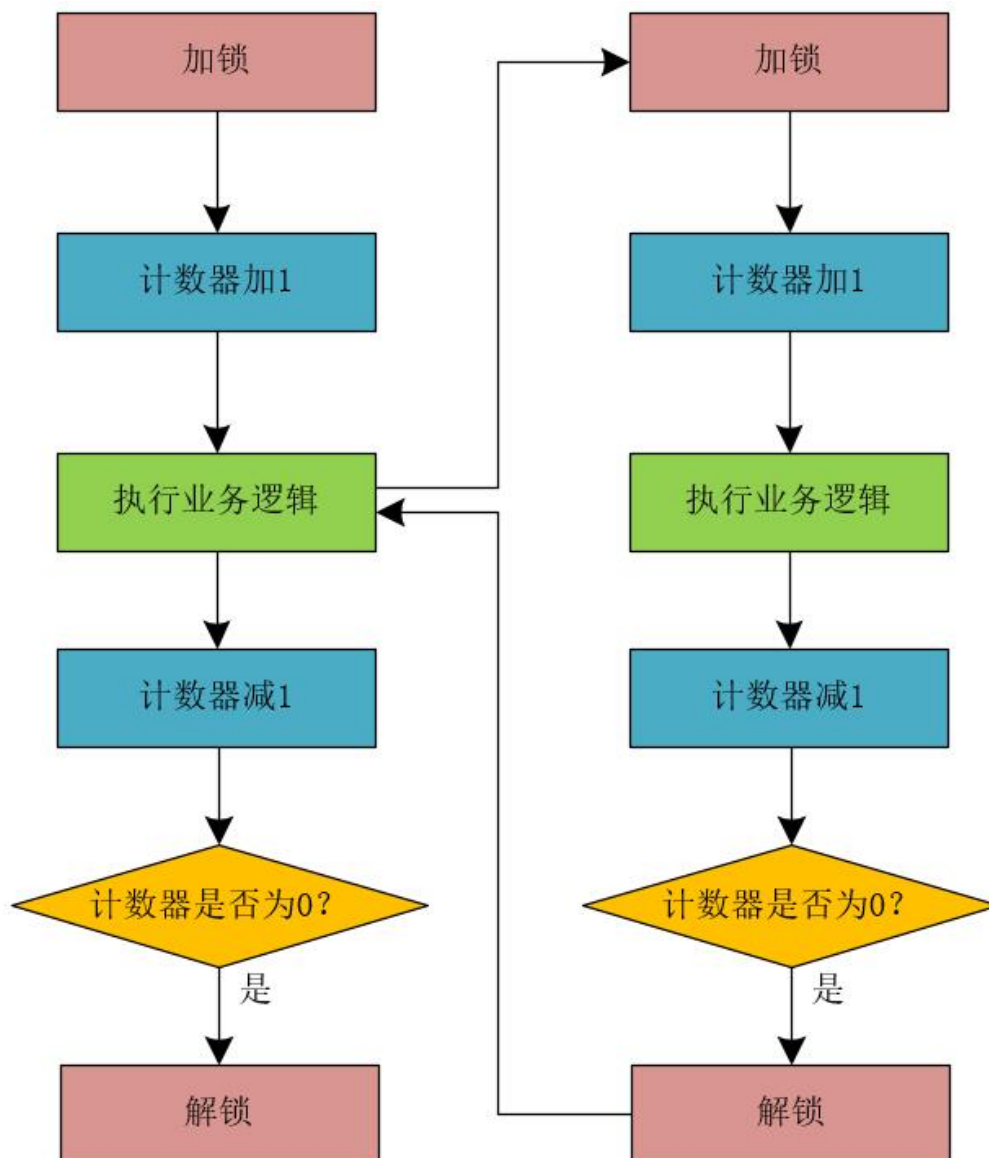 加锁
计数器加1
执行业务逻辑
计数器减1
计数器是否为0?
是
解锁
加锁
计数器加1
执行业务逻辑
计数器减1
计数器是否为0?
是
解锁